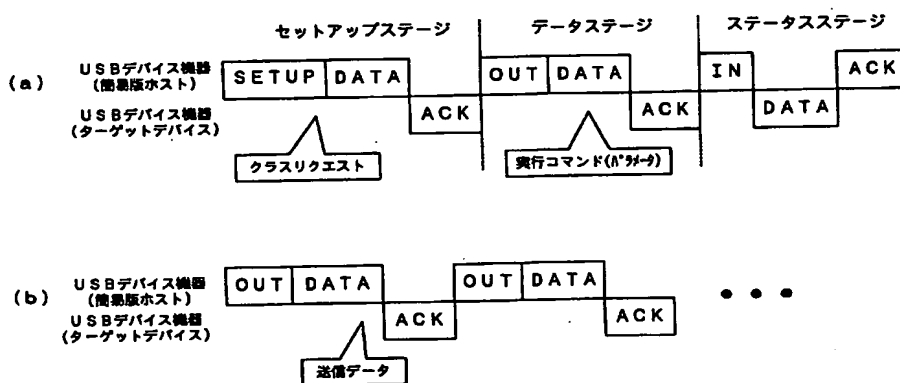 セットアップステージ データステージ ステータスステージ
(a)
USBデバイス機器
(簡易版ホスト)
SETUP DATA OUT DATA IN ACK
USBデバイス機器
(ターゲットデバイス)
ACK ACK DATA
クラスリクエスト 実行コマンド(パラメータ)
(b)
USBデバイス機器
(簡易版ホスト)
OUT DATA OUT DATA
USBデバイス機器
(ターゲットデバイス)
ACK ACK
送信データ